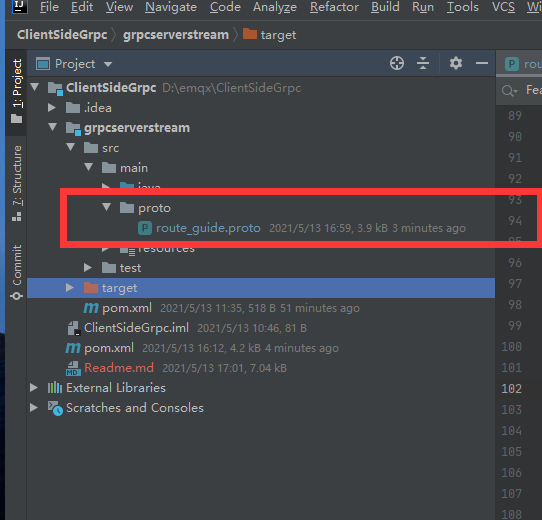 File Edit View Navigate Code Analyze Refactor Build Run Tools VCS
ClientSideGrpc grpcserverstream target
1: Project
7: Structure
Commit
Project
ClientSideGrpc D:\emqx\ClientSideGrpc
.idea
grpcserverstream
src
main
java
proto
route_guide.proto 2021/5/13 16:59, 3.9 kB 3 minutes ago
resources
test
target
pom.xml 2021/5/13 11:35, 518 B 51 minutes ago
ClientSideGrpc.iml 2021/5/13 10:46, 81 B
pom.xml 2021/5/13 16:12, 4.2 kB 4 minutes ago
Readme.md 2021/5/13 17:01, 7.04 kB
External Libraries
Scratches and Consoles
rou
Fea
89
90
91
92
93
94
95
96
97
98
99
100
101
102
103
104
105
106
107
108